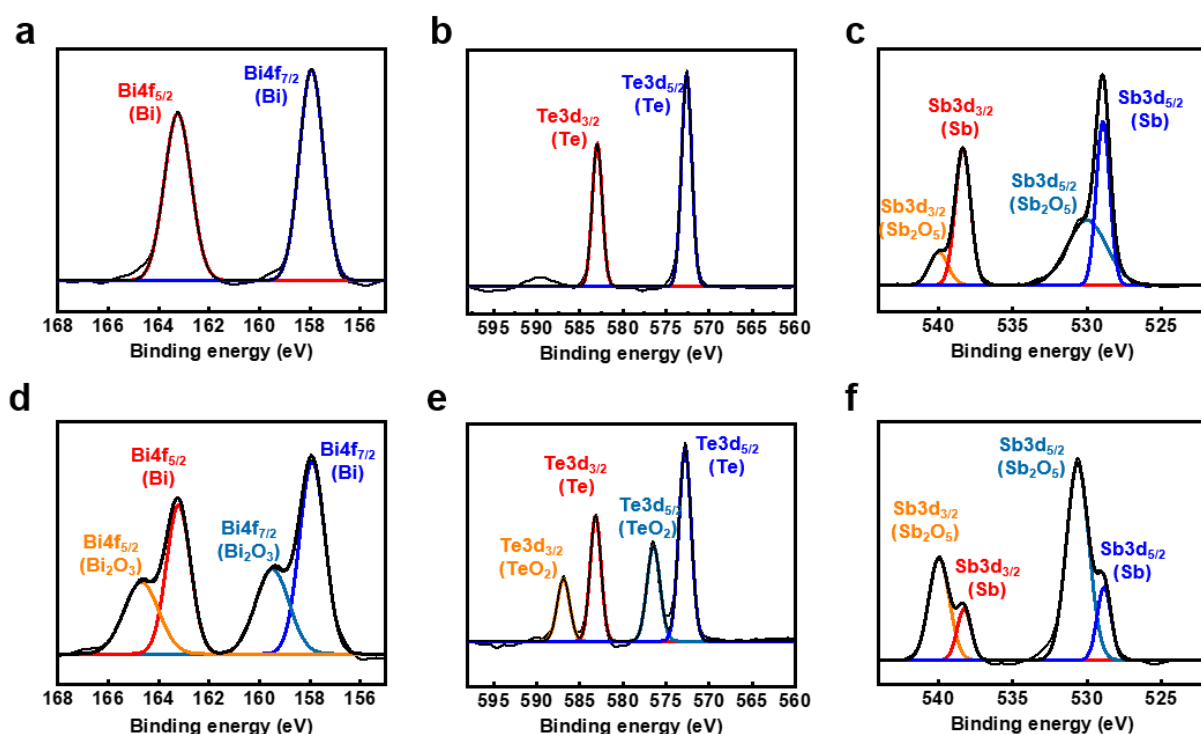 a
Bi4f5/2
(Bi)
Bi4f7/2
(Bi)
168 166 164 162 160 158 156
Binding energy (eV)
b
Te3d3/2
(Te)
Te3d5/2
(Te)
595 590 585 580 575 570 565 560
Binding energy (eV)
c
Sb3d3/2
(Sb2O5)
Sb3d3/2
(Sb)
Sb3d5/2
(Sb2O5)
Sb3d5/2
(Sb)
540 535 530 525
Binding energy (eV)
d
Bi4f5/2
(Bi2O3)
Bi4f5/2
(Bi)
Bi4f7/2
(Bi2O3)
Bi4f7/2
(Bi)
168 166 164 162 160 158 156
Binding energy (eV)
e
Te3d3/2
(TeO2)
Te3d3/2
(Te)
Te3d5/2
(TeO2)
Te3d5/2
(Te)
595 590 585 580 575 570 565 560
Binding energy (eV)
f
Sb3d3/2
(Sb2O5)
Sb3d3/2
(Sb)
Sb3d5/2
(Sb2O5)
Sb3d5/2
(Sb)
540 535 530 525
Binding energy (eV)